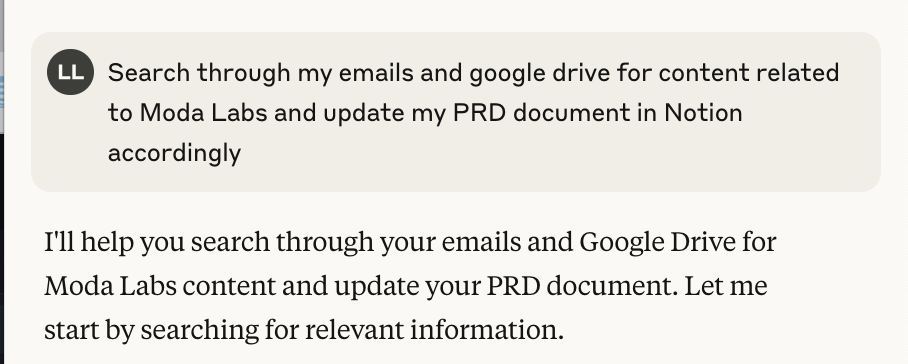 LL
Search through my emails and google drive for content related
to Moda Labs and update my PRD document in Notion
accordingly
I'll help you search through your emails and Google Drive for
Moda Labs content and update your PRD document. Let me
start by searching for relevant information.